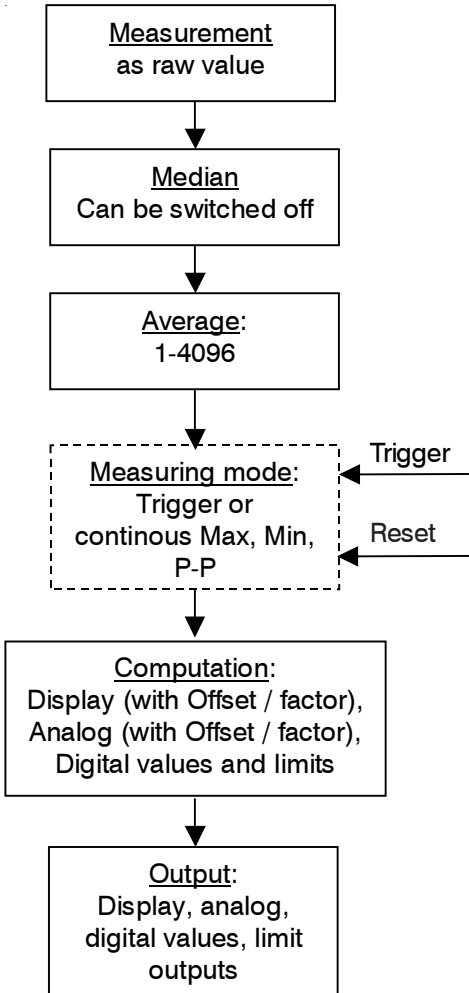 Measurement
as raw value
Median
Can be switched off
Average:
1-4096
Measuring mode:
Trigger or
continous Max, Min,
P-P
Trigger
Reset
Computation:
Display (with Offset / factor),
Analog (with Offset / factor),
Digital values and limits
Output:
Display, analog,
digital values, limit
outputs